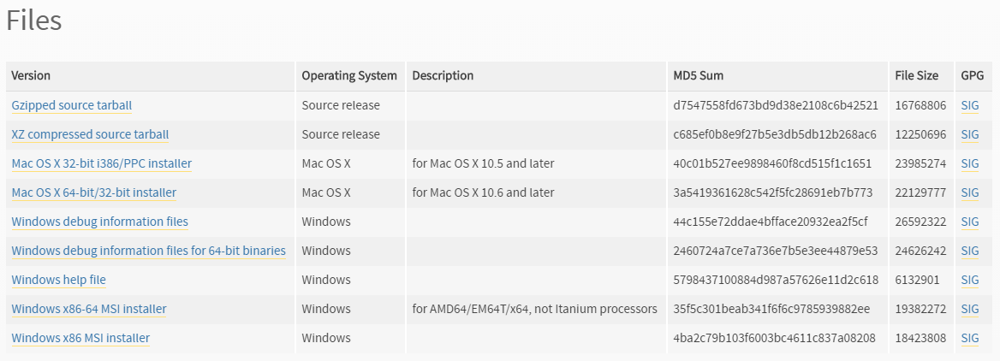 Files
Version Operating System Description MD5 Sum File Size GPG
Gzipped source tarball Source release d7547558fd673bd9d38e2108c6b42521 16768806 SIG
XZ compressed source tarball Source release c685ef0b8e9f27b5e3db5db12b268ac6 12250696 SIG
Mac OS X 32-bit i386/PPC installer Mac OS X for Mac OS X 10.5 and later 40c01b527ee9898460f8cd515f1c1651 23985274 SIG
Mac OS X 64-bit/32-bit installer Mac OS X for Mac OS X 10.6 and later 3a5419361628c542f5fc28691eb7b773 22129777 SIG
Windows debug information files Windows 44c155e72ddae4bfface20932ea2f5cf 26592322 SIG
Windows debug information files for 64-bit binaries Windows 2460724a7ce7a736e7b5e3ee44879e53 24626242 SIG
Windows help file Windows 5798437100884d987a57626e11d2c618 6132901 SIG
Windows x86-64 MSI installer Windows for AMD64/EM64T/x64, not Itanium processors 35f5c301beab341f6f6c9785939882ee 19382272 SIG
Windows x86 MSI installer Windows 4ba2c79b103f6003bc4611c837a08208 18423808 SIG